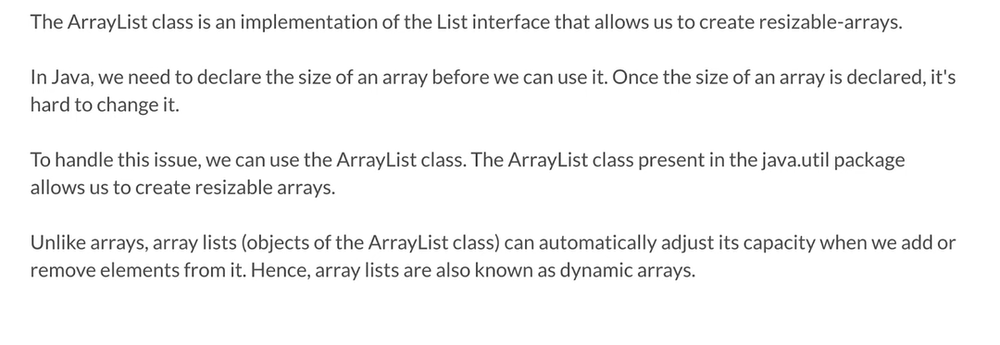 The ArrayList class is an implementation of the List interface that allows us to create resizable-arrays.
In Java, we need to declare the size of an array before we can use it. Once the size of an array is declared, it's
hard to change it.
To handle this issue, we can use the ArrayList class. The ArrayList class present in the java.util package
allows us to create resizable arrays.
Unlike arrays, array lists (objects of the ArrayList class) can automatically adjust its capacity when we add or
remove elements from it. Hence, array lists are also known as dynamic arrays.